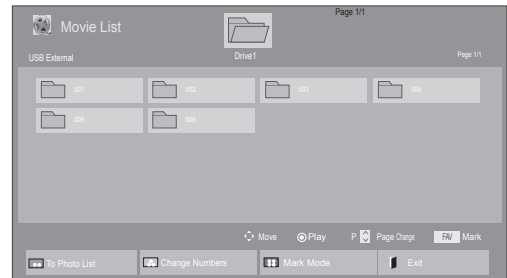 Page 1/1
Movie List
USB External
Drive1
Page 1/1
001
002
003
004
005
006
Move
Play
P
Page Change
FAV
Mark
To Photo List
Change Numbers
Mark Mode
Exit